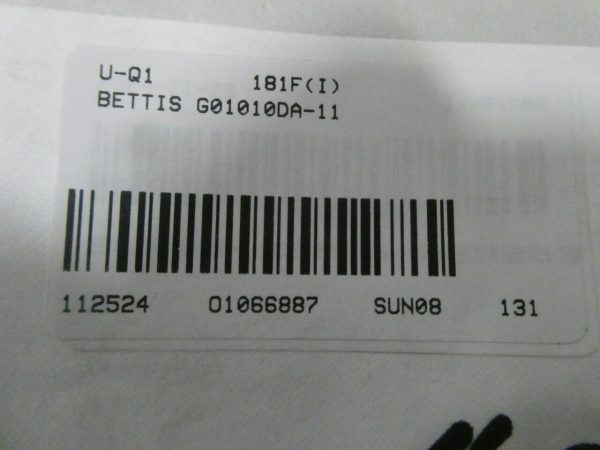 U-Q1 181F(I)
BETTIS G01010DA-11
112524 01066887 SUN08 131